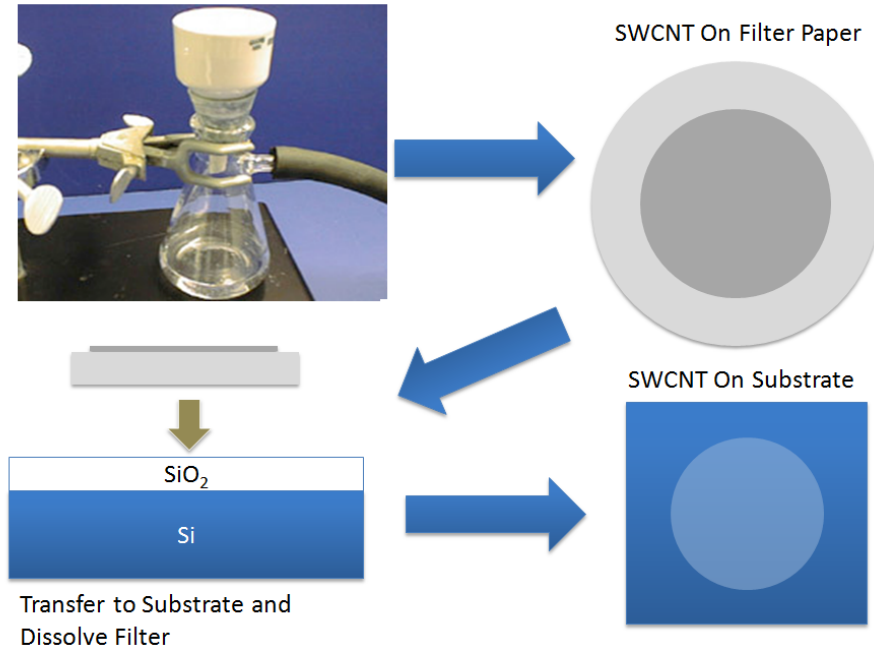 SWCNT On Filter Paper
SWCNT On Substrate
SiO₂
Si
Transfer to Substrate and
Dissolve Filter